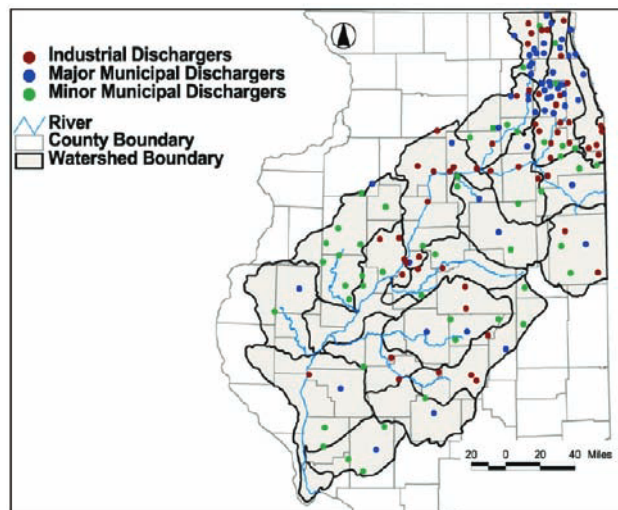 Industrial Dischargers
Major Municipal Dischargers
Minor Municipal Dischargers
River
County Boundary
Watershed Boundary
20 0 20 40 Miles